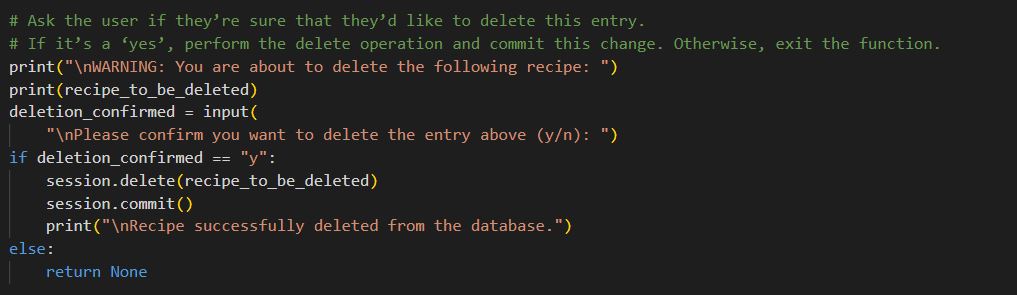 # Ask the user if they’re sure that they’d like to delete this entry.
# If it’s a ‘yes’, perform the delete operation and commit this change. Otherwise, exit the function.
print("\nWARNING: You are about to delete the following recipe: ")
print(recipe_to_be_deleted)
deletion_confirmed = input(
    "\nPlease confirm you want to delete the entry above (y/n): ")
if deletion_confirmed == "y":
    session.delete(recipe_to_be_deleted)
    session.commit()
    print("\nRecipe successfully deleted from the database.")
else:
    return None